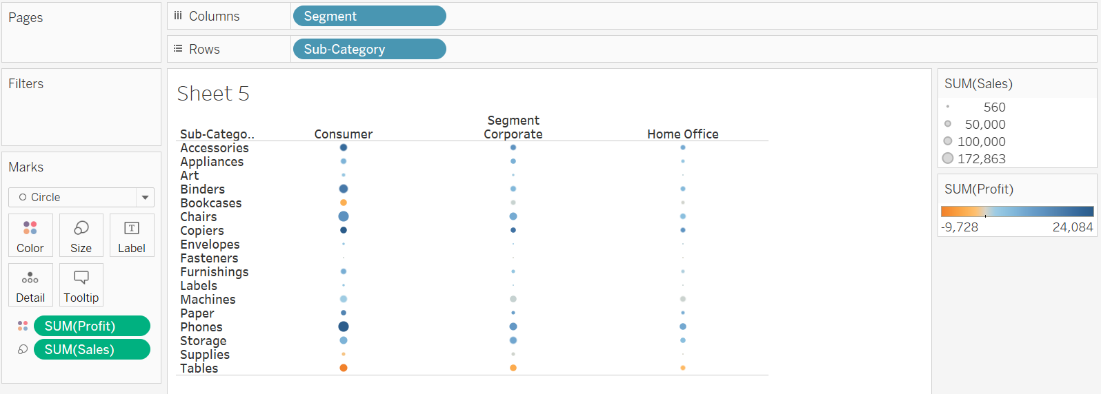 Pages
Columns
Segment
Rows
Sub-Category
Filters
Marks
Circle
Color
Size
Label
Detail
Tooltip
SUM(Profit)
SUM(Sales)
Sheet 5
Segment
Sub-Catego.. Consumer Corporate Home Office
Accessories
Appliances
Art
Binders
Bookcases
Chairs
Copiers
Envelopes
Fasteners
Furnishings
Labels
Machines
Paper
Phones
Storage
Supplies
Tables
SUM(Sales)
560
50,000
100,000
172,863
SUM(Profit)
-9,728 24,084